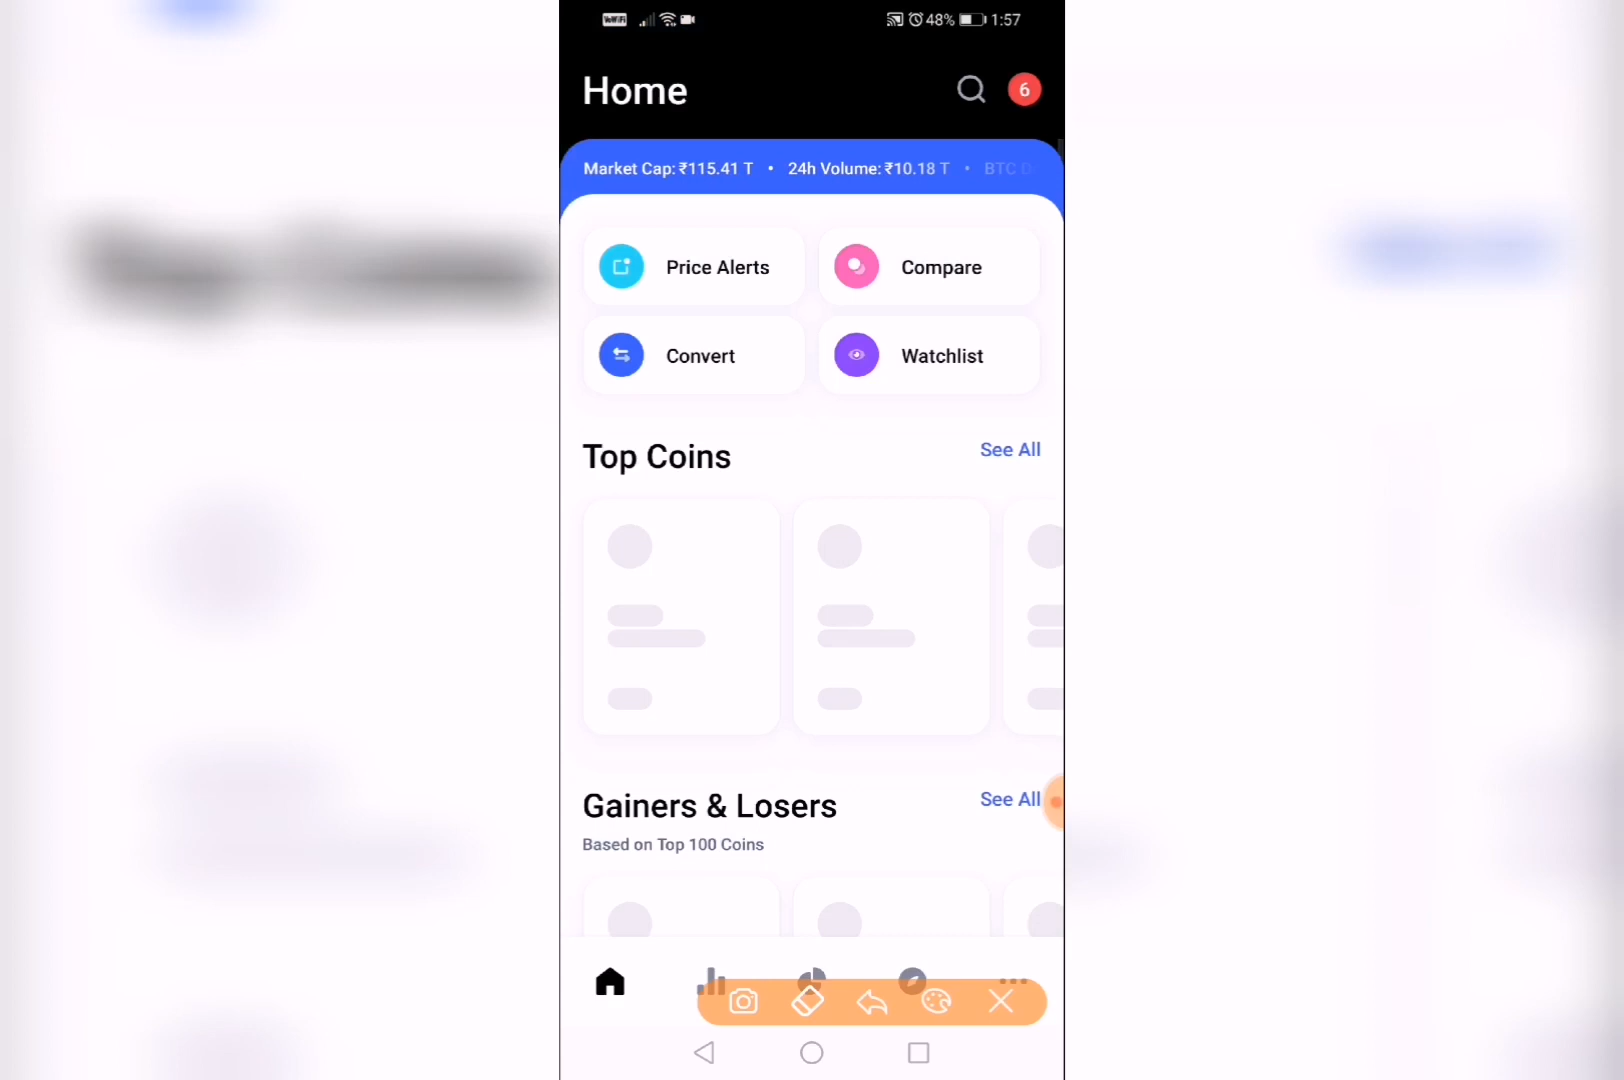 VoWiFi 48% 1:57
Home 6
Market Cap: ₹115.41 T • 24h Volume: ₹10.18 T • BTC D
Price Alerts Compare
Convert Watchlist
Top Coins See All
Gainers & Losers See All
Based on Top 100 Coins